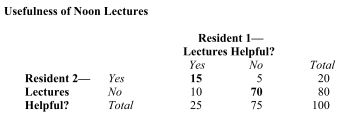 Usefulness of Noon Lectures
Resident 1—
Lectures Helpful?
Yes No Total
Resident 2— Yes 15 5 20
Lectures No 10 70 80
Helpful? Total 25 75 100